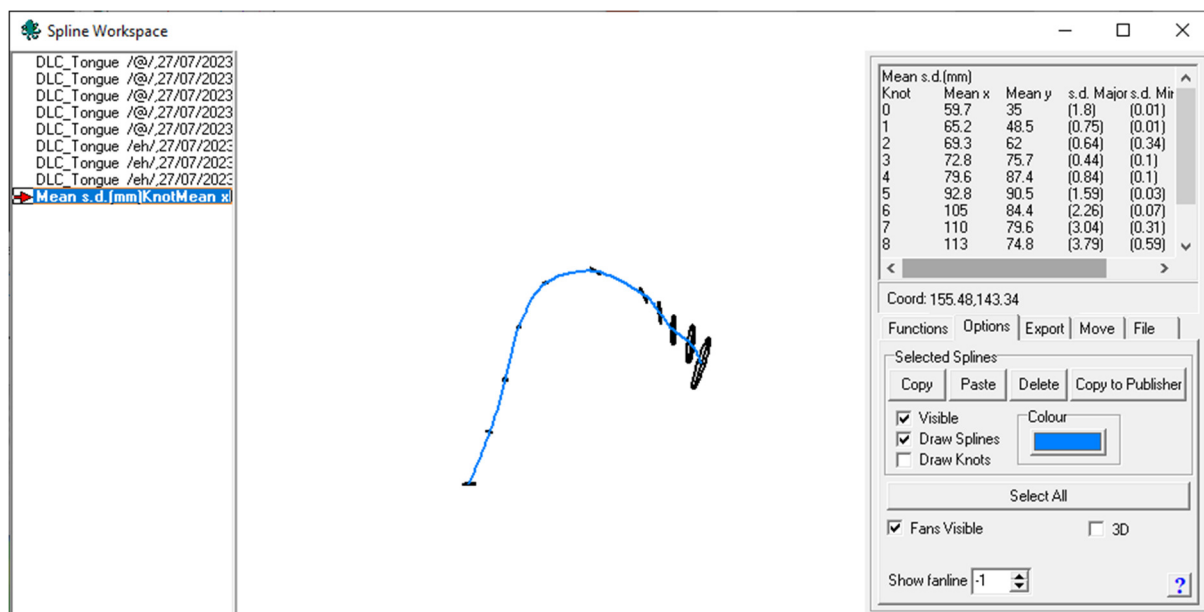 Spline Workspace
DLC_Tongue /@/,27/07/2023
DLC_Tongue /@/,27/07/2023
DLC_Tongue /@/,27/07/2023
DLC_Tongue /@/,27/07/2023
DLC_Tongue /@/,27/07/2023
DLC_Tongue /eh/,27/07/2023
DLC_Tongue /eh/,27/07/2023
DLC_Tongue /eh/,27/07/2023
Mean s.d.(mm)KnotMean x
Mean s.d.(mm)
Knot Mean x Mean y s.d. Major s.d. Mir
0 59.7 35 (1.8) (0.01)
1 65.2 48.5 (0.75) (0.01)
2 69.3 62 (0.64) (0.34)
3 72.8 75.7 (0.44) (0.1)
4 79.6 87.4 (0.84) (0.1)
5 92.8 90.5 (1.59) (0.03)
6 105 84.4 (2.26) (0.07)
7 110 79.6 (3.04) (0.31)
8 113 74.8 (3.79) (0.59)
Coord: 155.48,143.34
Functions Options Export Move File
Selected Splines
Copy Paste Delete Copy to Publisher
Visible
Colour
Draw Splines
Draw Knots
Select All
Fans Visible 3D
Show fanline -1
?